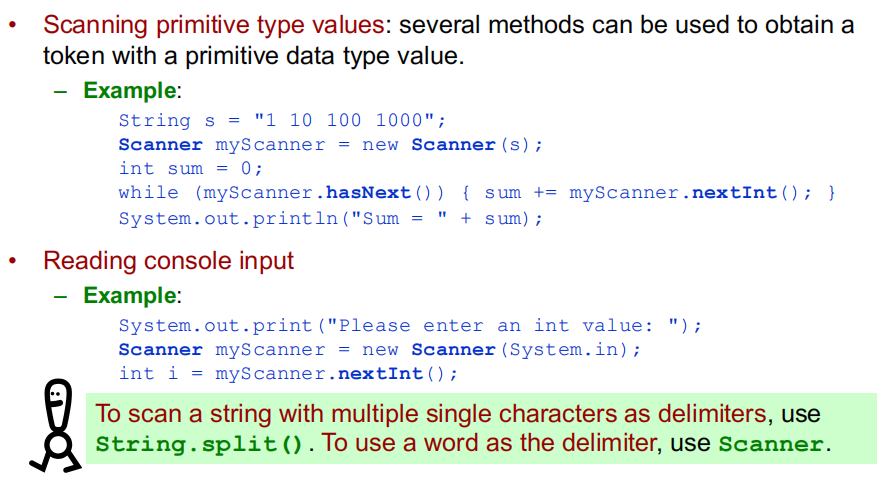 • Scanning primitive type values: several methods can be used to obtain a
token with a primitive data type value.
– Example:
String s = "1 10 100 1000";
Scanner myScanner = new Scanner(s);
int sum = 0;
while (myScanner.hasNext()) { sum += myScanner.nextInt(); }
System.out.println("Sum = " + sum);
• Reading console input
– Example:
System.out.print("Please enter an int value: ");
Scanner myScanner = new Scanner(System.in);
int i = myScanner.nextInt();
To scan a string with multiple single characters as delimiters, use
String.split(). To use a word as the delimiter, use Scanner.